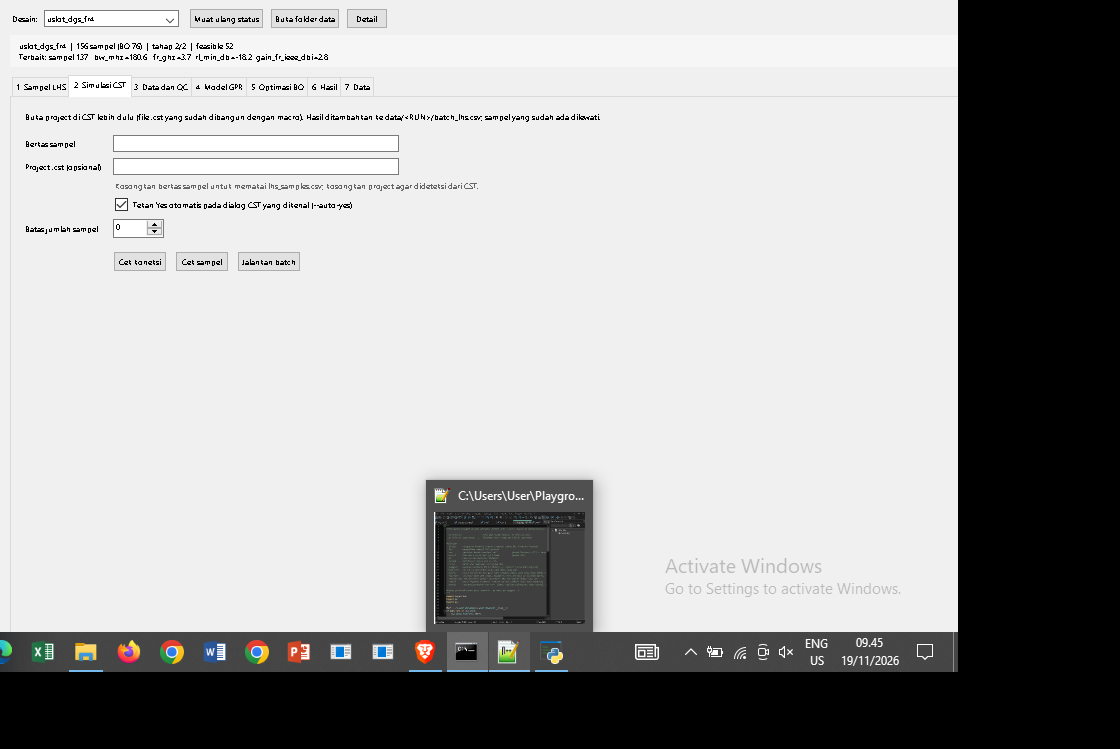 Desain: uslot_dgs_fr4 Muat ulang status Buka folder data Detail
uslot_dgs_fr4 | 156 sampel (BO 76) | tahap 2/2 | feasible 52
Terbaik: sampel 137 bw_mhz=180.6 fr_ghz=3.7 rl_min_db=-18.2 gain_fr_ieee_dbi=2.8
1 Sampel LHS 2 Simulasi CST 3 Data dan QC 4 Model GPR 5 Optimasi BO 6 Hasil 7 Data
Buka project di CST lebih dulu (file .cst yang sudah dibangun dengan macro). Hasil ditambahkan ke data/<RUN>/batch_lhs.csv; sampel yang sudah ada dilewati.
Berkas sampel
Project .cst (opsional)
Kosongkan berkas sampel untuk memakai lhs_samples.csv; kosongkan project agar dideteksi dari CST.
Tekan Yes otomatis pada dialog CST yang dikenal (--auto-yes)
Batas jumlah sampel 0
Cek koneksi Cek sampel Jalankan batch
C:\Users\User\Playgro...
Activate Windows
Go to Settings to activate Windows.
ENG
US
09.45
19/11/2026